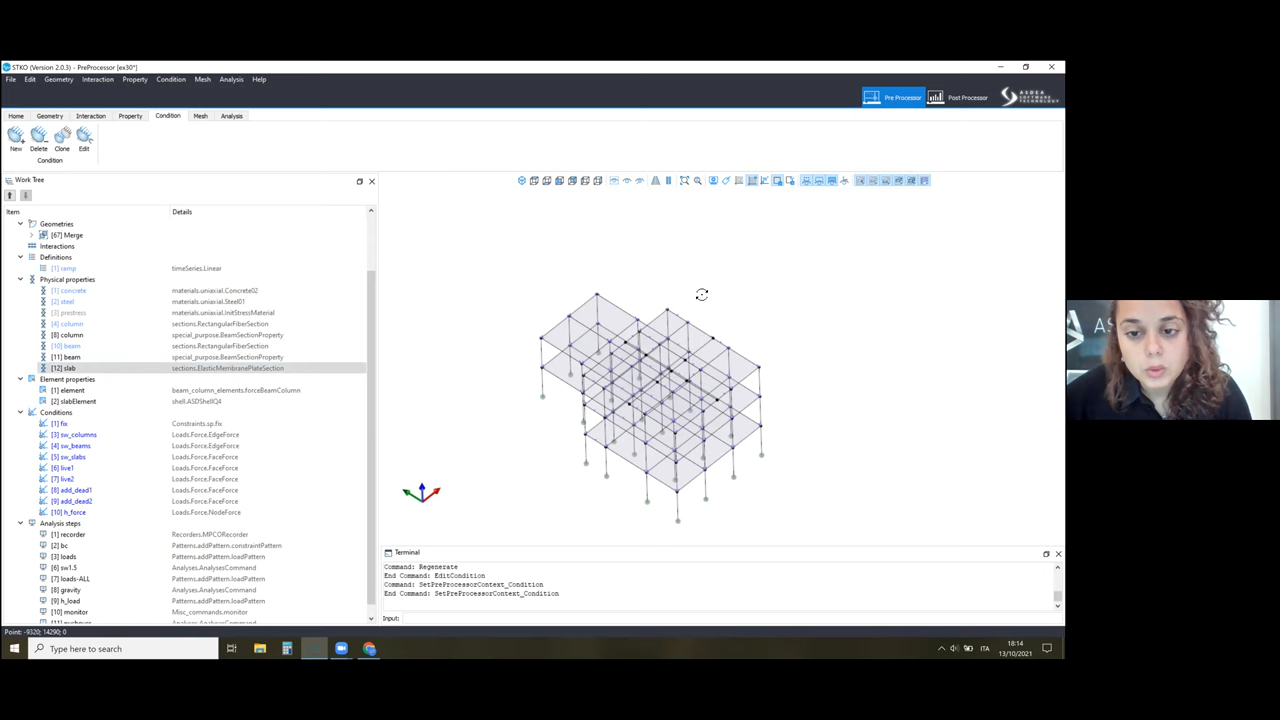 STKO (Version 2.0.3) - PreProcessor [ex30*]
File Edit Geometry Interaction Property Condition Mesh Analysis Help
Pre Processor Post Processor ASDEA SOFTWARE TECHNOLOGY
Home Geometry Interaction Property Condition Mesh Analysis
New Delete Clone Edit
Condition
Work Tree
Item Details
Geometries
[67] Merge
Interactions
Definitions
[1] ramp timeSeries.Linear
Physical properties
[1] concrete materials.uniaxial.Concrete02
[2] steel materials.uniaxial.Steel01
[3] prestress materials.uniaxial.InitStressMaterial
[4] column sections.RectangularFiberSection
[8] column special_purpose.BeamSectionProperty
[10] beam sections.RectangularFiberSection
[11] beam special_purpose.BeamSectionProperty
[12] slab sections.ElasticMembranePlateSection
Element properties
[1] element beam_column_elements.forceBeamColumn
[2] slabElement shell.ASDShellQ4
Conditions
[1] fix Constraints.sp.fix
[3] sw_columns Loads.Force.EdgeForce
[4] sw_beams Loads.Force.EdgeForce
[5] sw_slabs Loads.Force.FaceForce
[6] live1 Loads.Force.FaceForce
[7] live2 Loads.Force.FaceForce
[8] add_dead1 Loads.Force.FaceForce
[9] add_dead2 Loads.Force.FaceForce
[10] h_force Loads.Force.NodeForce
Analysis steps
[1] recorder Recorders.MPCORecorder
[2] bc Patterns.addPattern.constraintPattern
[3] loads Patterns.addPattern.loadPattern
[6] sw1.5 Analyses.AnalysesCommand
[7] loads-ALL Patterns.addPattern.loadPattern
[8] gravity Analyses.AnalysesCommand
[9] h_load Patterns.addPattern.loadPattern
[10] monitor Misc_commands.monitor
Terminal
Command: Regenerate
End Command: EditCondition
Command: SetPreProcessorContext_Condition
End Command: SetPreProcessorContext_Condition
Input:
Point: -9320; 14290; 0
Type here to search
ITA
18:14
13/10/2021